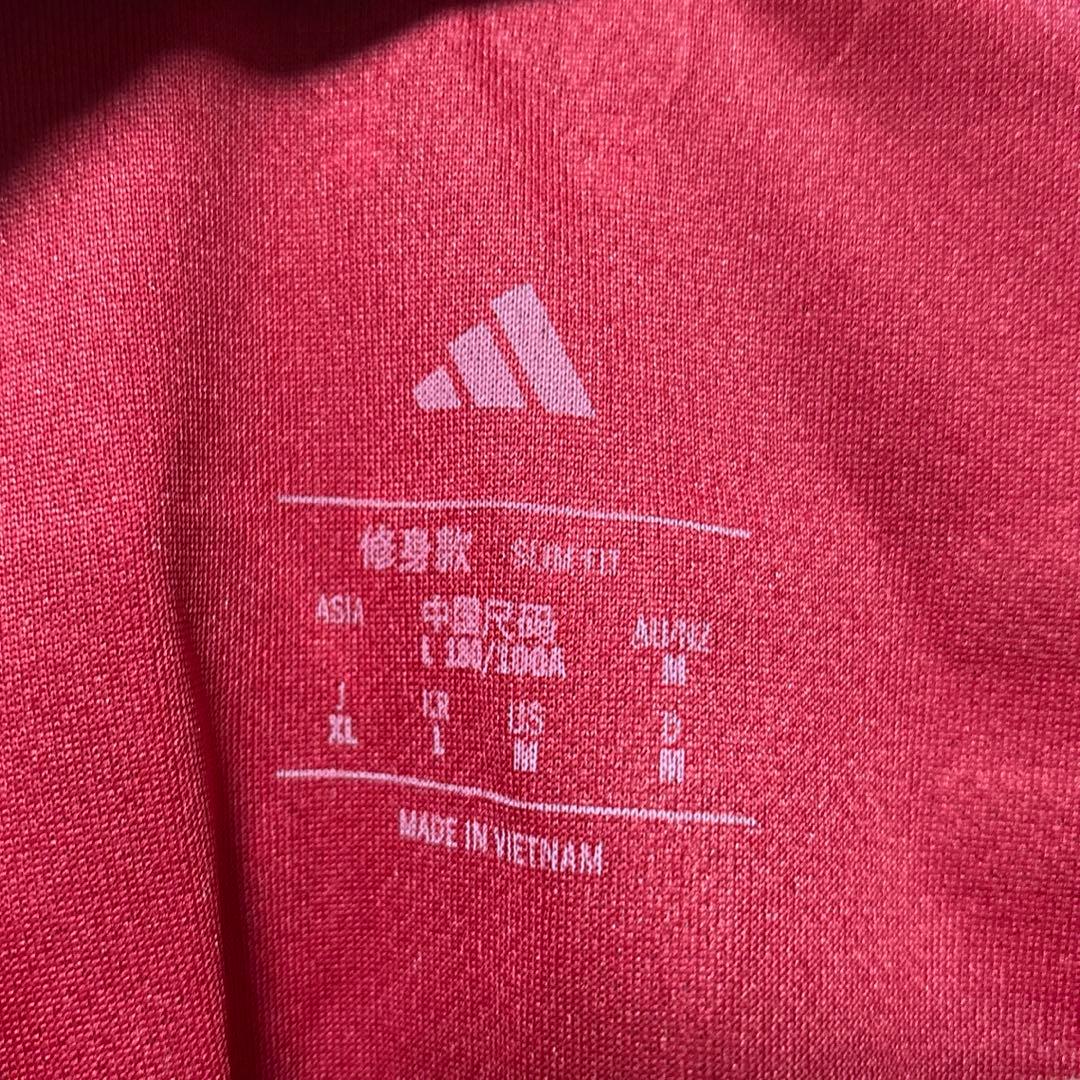 修身款 SLIM FIT
ASIA 中国尺码 AU/NZ
L 180/100A M
J US D
XL L M M
MADE IN VIETNAM